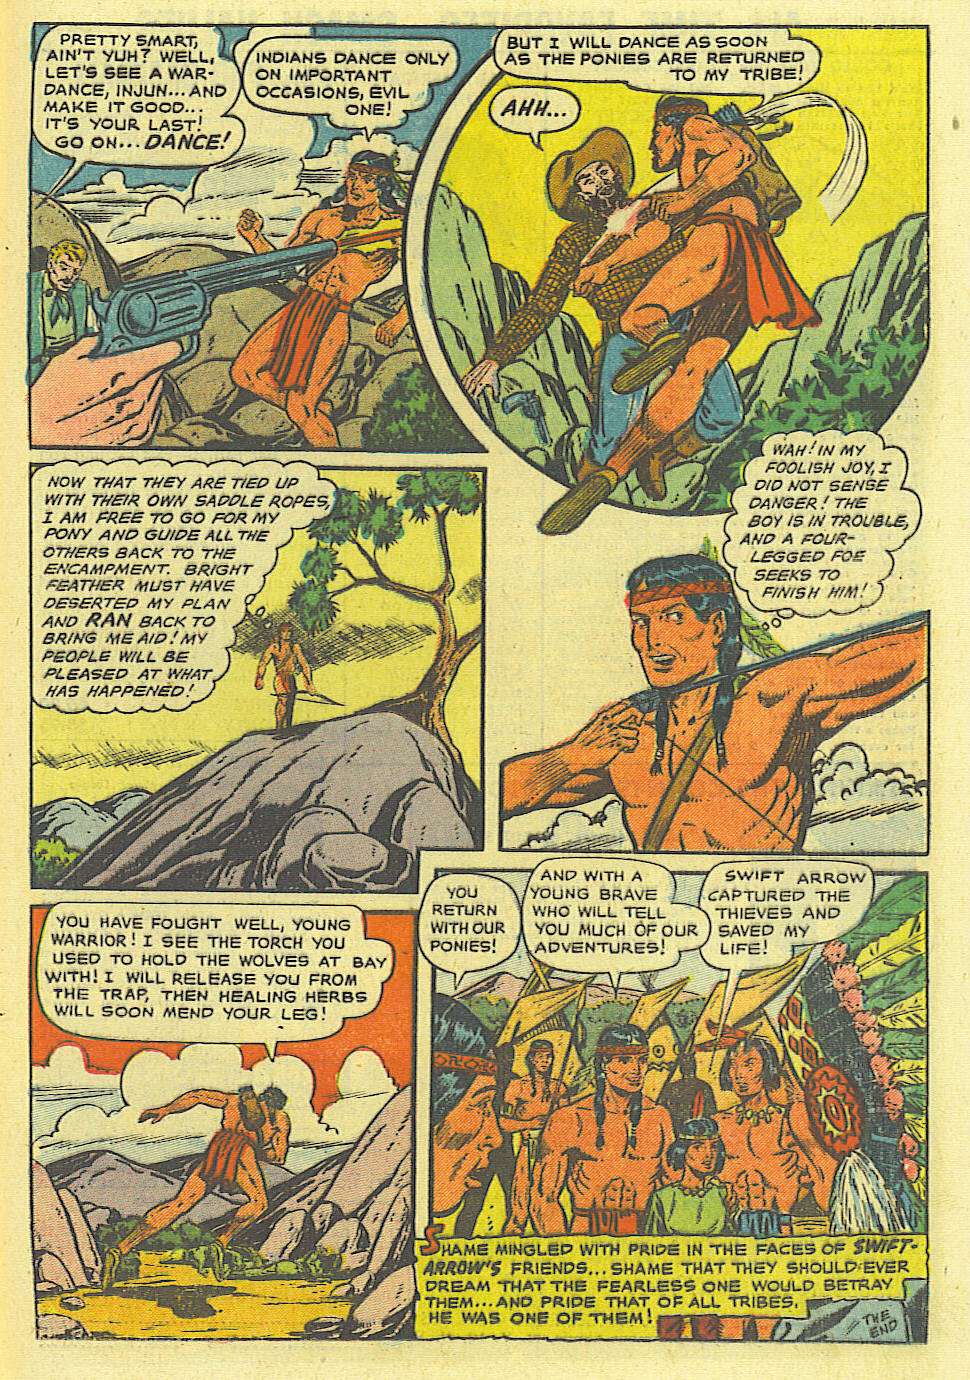 PRETTY SMART,
AIN'T YUH? WELL,
LET'S SEE A WAR-
DANCE, INJUN...AND
MAKE IT GOOD...
IT'S YOUR LAST!
GO ON... DANCE!
INDIANS DANCE ONLY
ON IMPORTANT
OCCASIONS, EVIL
ONE!
BUT I WILL DANCE AS SOON
AS THE PONIES ARE RETURNED
TO MY TRIBE!
AHH...
NOW THAT THEY ARE TIED UP
WITH THEIR OWN SADDLE ROPES,
I AM FREE TO GO FOR MY
PONY AND GUIDE ALL THE
OTHERS BACK TO THE
ENCAMPMENT. BRIGHT
FEATHER MUST HAVE
DESERTED MY PLAN
AND RAN BACK TO
BRING ME AID! MY
PEOPLE WILL BE
PLEASED AT WHAT
HAS HAPPENED!
WAH! IN MY
FOOLISH JOY, I
DID NOT SENSE
DANGER! THE
BOY IS IN TROUBLE,
AND A FOUR-
LEGGED FOE
SEEKS TO
FINISH HIM!
YOU HAVE FOUGHT WELL, YOUNG
WARRIOR! I SEE THE TORCH YOU
USED TO HOLD THE WOLVES AT BAY
WITH! I WILL RELEASE YOU FROM
THE TRAP, THEN HEALING HERBS
WILL SOON MEND YOUR LEG!
YOU
RETURN
WITH OUR
PONIES!
AND WITH A
YOUNG BRAVE
WHO WILL TELL
YOU MUCH OF OUR
ADVENTURES!
SWIFT ARROW
CAPTURED THE
THIEVES AND
SAVED MY
LIFE!
SHAME MINGLED WITH PRIDE IN THE FACES OF SWIFT-
ARROW'S FRIENDS...SHAME THAT THEY SHOULD EVER
DREAM THAT THE FEARLESS ONE WOULD BETRAY
THEM...AND PRIDE THAT OF ALL TRIBES,
HE WAS ONE OF THEM!
THE
END